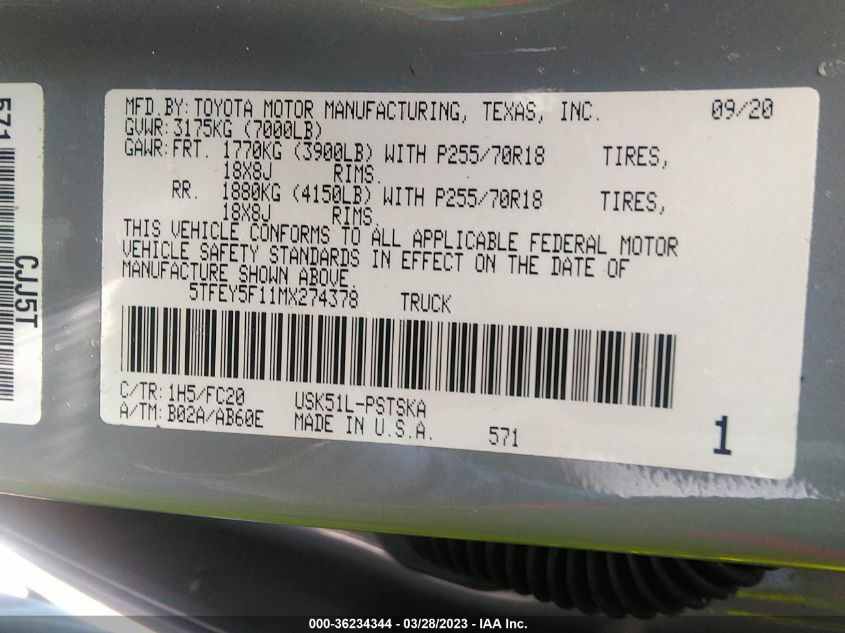 MFD.BY:TOYOTA MOTOR MANUFACTURING, TEXAS, INC. 09/20
GVWR:3175KG (7000LB)
GAWR:FRT. 1770KG (3900LB) WITH P255/70R18 TIRES,
18X8J RIMS.
RR. 1880KG (4150LB) WITH P255/70R18 TIRES,
18X8J RIMS.
THIS VEHICLE CONFORMS TO ALL APPLICABLE FEDERAL MOTOR
VEHICLE SAFETY STANDARDS IN EFFECT ON THE DATE OF
MANUFACTURE SHOWN ABOVE.
5TFEY5F11MX274378 TRUCK
C/TR:1H5/FC20 USK51L-PSTSKA
A/TM:B02A/AB60E MADE IN U.S.A. 571 1
571
CJJ5T
000-36234344 - 03/28/2023 - IAA Inc.